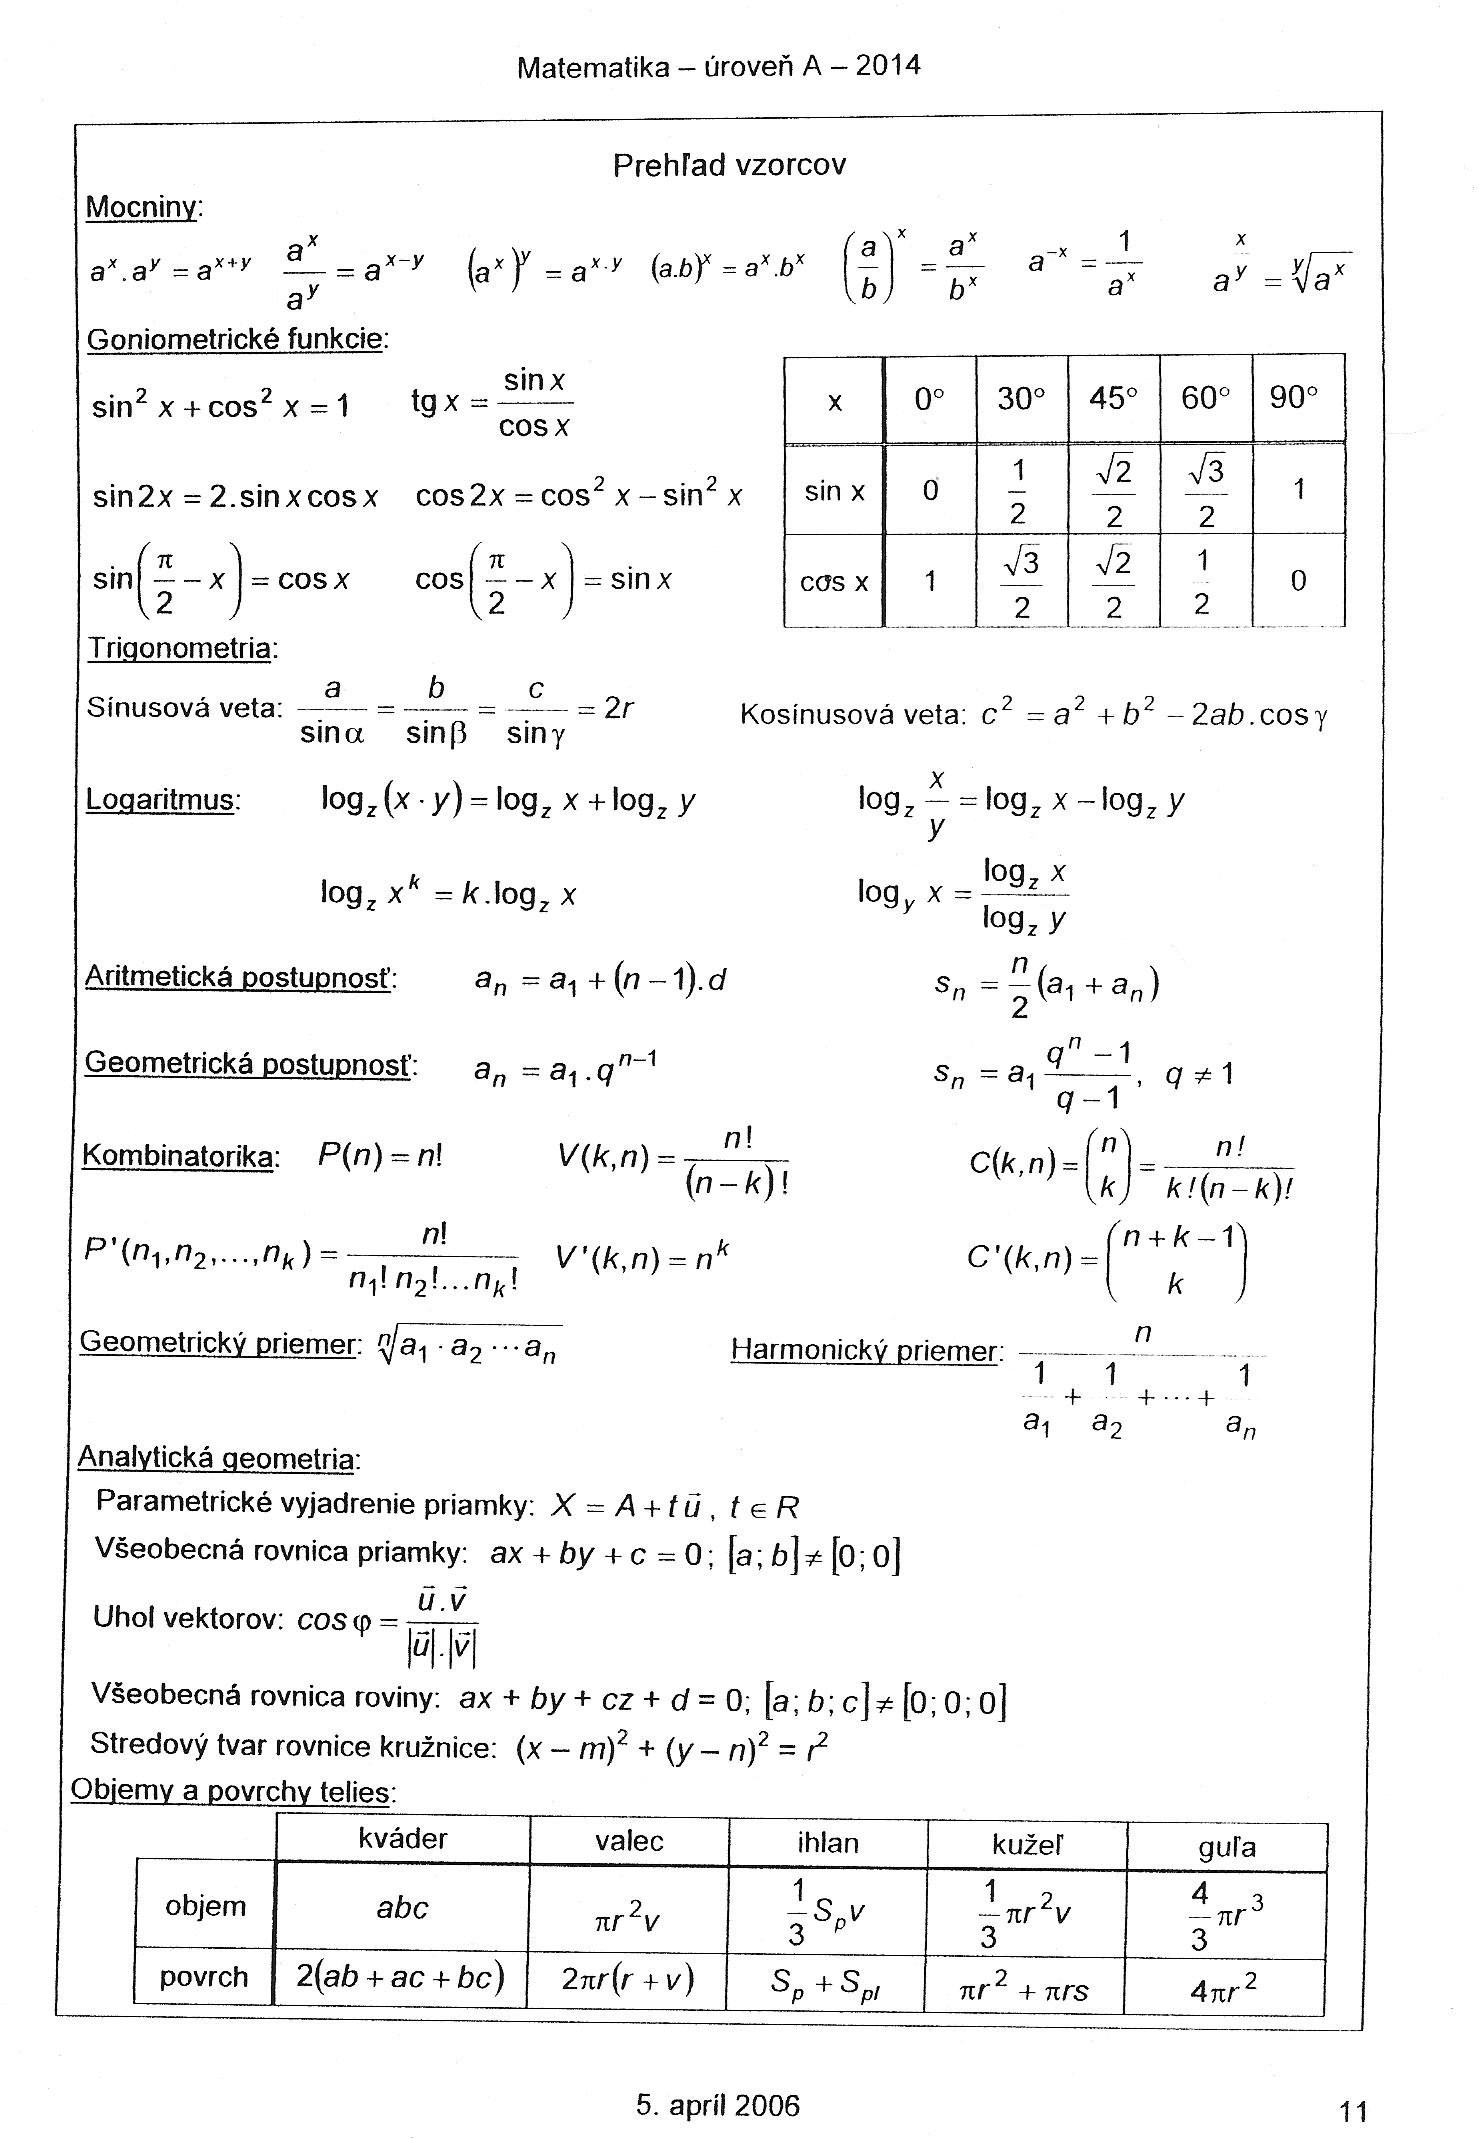 Matematika – úroveň A – 2014
Prehľad vzorcov
Mocniny:
a^x . a^y = a^(x+y)   a^x / a^y = a^(x−y)   (a^x)^y = a^(x·y)   (a.b)^x = a^x . b^x   (a/b)^x = a^x / b^x   a^(−x) = 1 / a^x   a^(x/y) = ʸ√(a^x)
Goniometrické funkcie:
sin² x + cos² x = 1   tg x = sin x / cos x
sin 2x = 2.sin x cos x   cos 2x = cos² x − sin² x
sin(π/2 − x) = cos x   cos(π/2 − x) = sin x
x   0°   30°   45°   60°   90°
sin x   0   1/2   √2/2   √3/2   1
cos x   1   √3/2   √2/2   1/2   0
Trigonometria:
Sínusová veta: a / sin α = b / sin β = c / sin γ = 2r   Kosínusová veta: c² = a² + b² − 2ab.cos γ
Logaritmus:   log_z (x · y) = log_z x + log_z y   log_z x/y = log_z x − log_z y
log_z x^k = k.log_z x   log_y x = log_z x / log_z y
Aritmetická postupnosť:   a_n = a_1 + (n − 1).d   s_n = n/2 (a_1 + a_n)
Geometrická postupnosť:   a_n = a_1 . q^(n−1)   s_n = a_1 (q^n − 1) / (q − 1), q ≠ 1
Kombinatorika:   P(n) = n!   V(k,n) = n! / (n − k)!   C(k,n) = (n k) = n! / k!(n − k)!
P'(n_1,n_2,...,n_k) = n! / n_1! n_2!...n_k!   V'(k,n) = n^k   C'(k,n) = (n + k − 1 k)
Geometrický priemer: ⁿ√(a_1 · a_2 ··· a_n)   Harmonický priemer: n / (1/a_1 + 1/a_2 + ··· + 1/a_n)
Analytická geometria:
Parametrické vyjadrenie priamky: X = A + t u⃗ , t ∈ R
Všeobecná rovnica priamky: ax + by + c = 0 ; [a; b] ≠ [0; 0]
Uhol vektorov: cos φ = u⃗ . v⃗ / |u⃗|.|v⃗|
Všeobecná rovnica roviny: ax + by + cz + d = 0; [a; b; c] ≠ [0; 0; 0]
Stredový tvar rovnice kružnice: (x – m)² + (y – n)² = r²
Objemy a povrchy telies:
kváder   valec   ihlan   kužeľ   guľa
objem   abc   πr²v   1/3 S_p v   1/3 πr²v   4/3 πr³
povrch   2(ab + ac + bc)   2πr(r + v)   S_p + S_pl   πr² + πrs   4πr²
5. apríl 2006
11